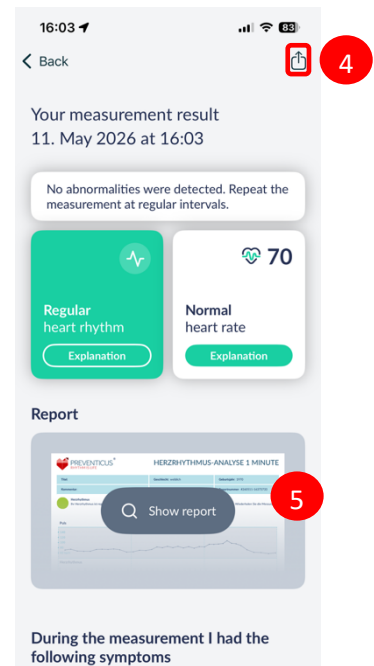 16:03
83
Back
4
Your measurement result
11. May 2026 at 16:03
No abnormalities were detected. Repeat the
measurement at regular intervals.
70
Regular
heart rhythm
Explanation
Normal
heart rate
Explanation
Report
PREVENTICUS
HERZRHYTHMUS-ANALYSE 1 MINUTE
Show report
5
During the measurement I had the
following symptoms